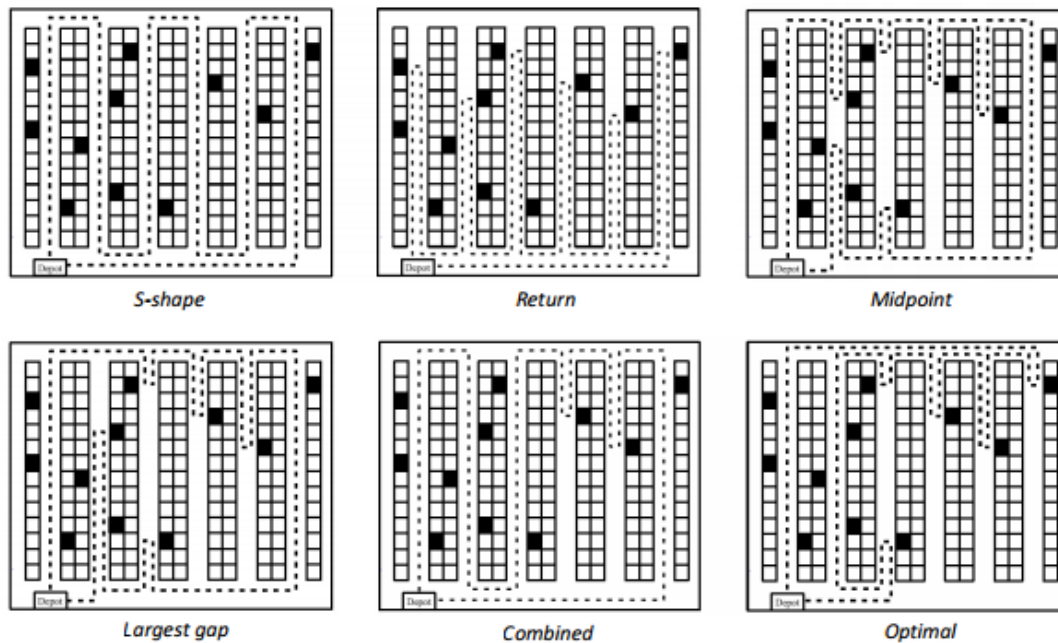 Depot
Depot
Depot
S-shape
Return
Midpoint
Depot
Depot
Depot
Largest gap
Combined
Optimal